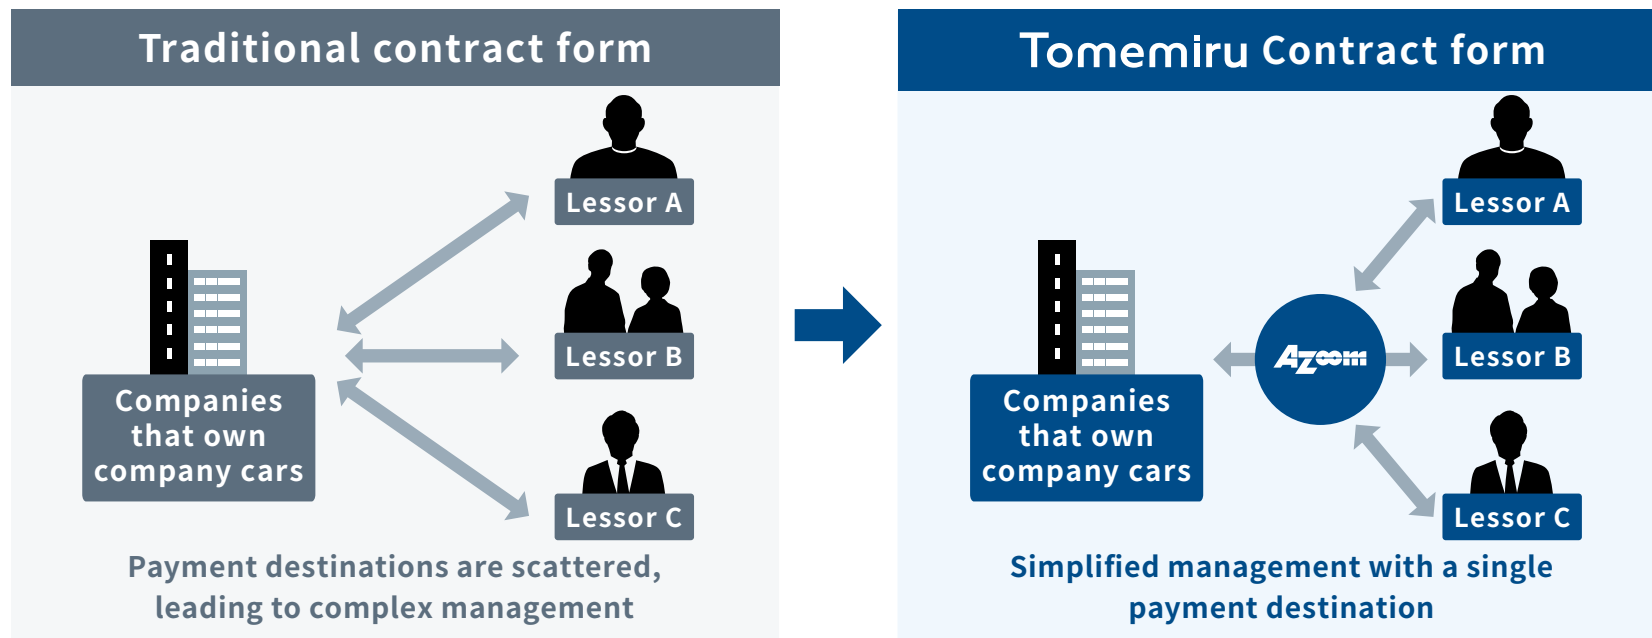 Traditional contract form
Lessor A
Lessor B
Companies
that own
company cars
Lessor C
Payment destinations are scattered,
leading to complex management
Tomemiru Contract form
Lessor A
Azoom
Lessor B
Companies
that own
company cars
Lessor C
Simplified management with a single
payment destination